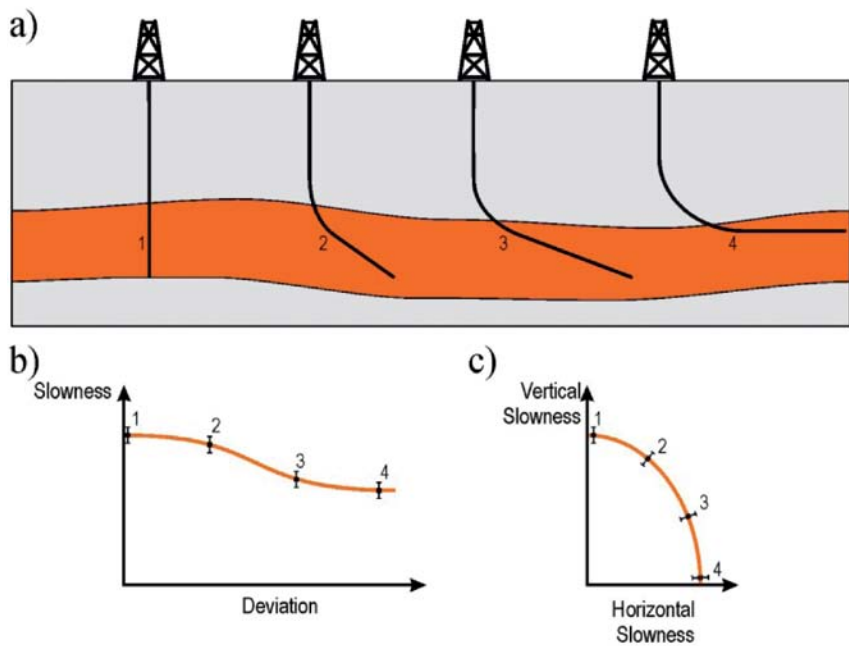 a)
1
2
3
4
b)
Slowness
1
2
3
4
Deviation
c)
Vertical
Slowness
1
2
3
4
Horizontal
Slowness